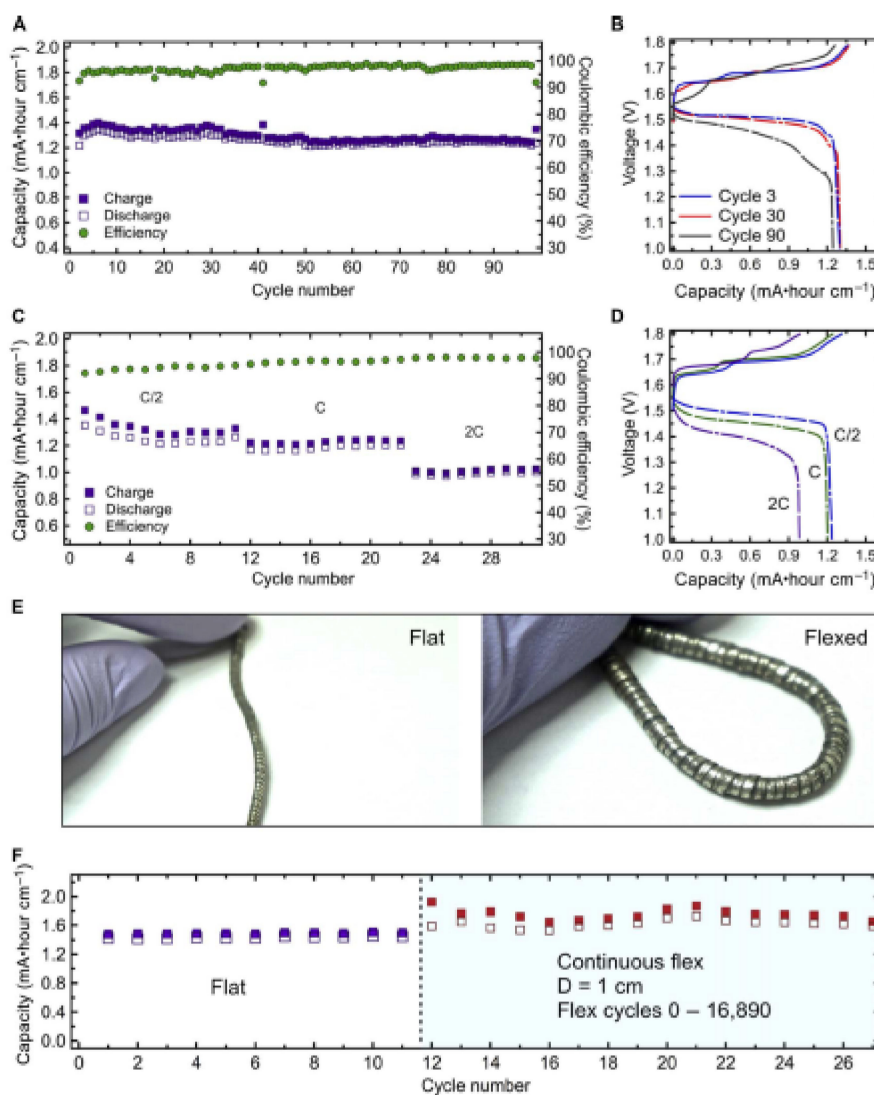 A
B
Capacity (mA•hour cm⁻¹)
2.0
1.8
1.6
1.4
1.2
1.0
0.8
0.6
0.4
100
90
80
70
60
50
40
30
Coulombic efficiency (%)
Charge
Discharge
Efficiency
0 10 20 30 40 50 60 70 80 90
Cycle number
Voltage (V)
1.8
1.7
1.6
1.5
1.4
1.3
1.2
1.1
1.0
Cycle 3
Cycle 30
Cycle 90
0.0 0.3 0.6 0.9 1.2 1.5
Capacity (mA•hour cm⁻¹)
C
D
Capacity (mA•hour cm⁻¹)
2.0
1.8
1.6
1.4
1.2
1.0
0.8
0.6
100
90
80
70
60
50
40
30
Coulombic efficiency (%)
C/2
C
2C
Charge
Discharge
Efficiency
0 4 8 12 16 20 24 28
Cycle number
Voltage (V)
1.8
1.7
1.6
1.5
1.4
1.3
1.2
1.1
1.0
C/2
C
2C
0.0 0.3 0.6 0.9 1.2 1.5
Capacity (mA•hour cm⁻¹)
E
Flat
Flexed
F
Capacity (mA•hour cm⁻¹)
2.0
1.6
1.2
0.8
0.4
0.0
Flat
Continuous flex
D = 1 cm
Flex cycles 0 – 16,890
0 2 4 6 8 10 12 14 16 18 20 22 24 26
Cycle number